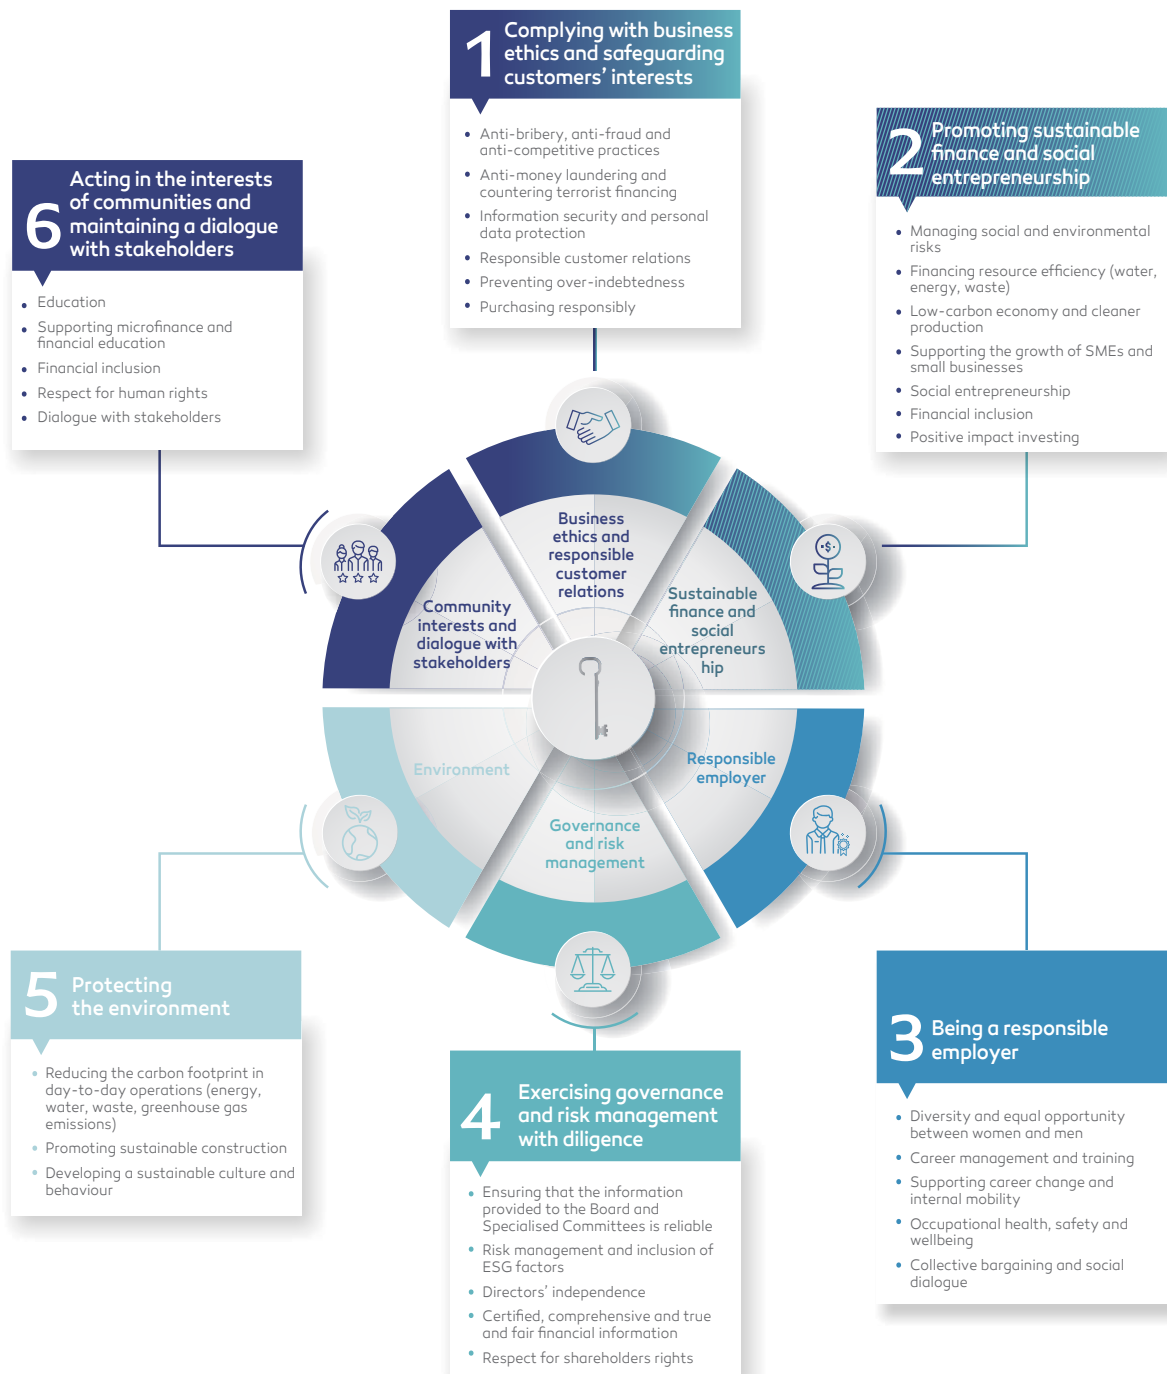 1
Complying with business
ethics and safeguarding
customers' interests
• Anti-bribery, anti-fraud and
anti-competitive practices
• Anti-money laundering and
countering terrorist financing
• Information security and personal
data protection
• Responsible customer relations
• Preventing over-indebtedness
• Purchasing responsibly
2
Promoting sustainable
finance and social
entrepreneurship
• Managing social and environmental
risks
• Financing resource efficiency (water,
energy, waste)
• Low-carbon economy and cleaner
production
• Supporting the growth of SMEs and
small businesses
• Social entrepreneurship
• Financial inclusion
• Positive impact investing
6
Acting in the interests
of communities and
maintaining a dialogue
with stakeholders
• Education
• Supporting microfinance and
financial education
• Financial inclusion
• Respect for human rights
• Dialogue with stakeholders
Business
ethics and
responsible
customer
relations
Sustainable
finance and
social
entrepreneurs
hip
Community
interests and
dialogue with
stakeholders
Environment
Responsible
employer
Governance
and risk
management
$
5
Protecting
the environment
• Reducing the carbon footprint in
day-to-day operations (energy,
water, waste, greenhouse gas
emissions)
• Promoting sustainable construction
• Developing a sustainable culture and
behaviour
4
Exercising governance
and risk management
with diligence
• Ensuring that the information
provided to the Board and
Specialised Committees is reliable
• Risk management and inclusion of
ESG factors
• Directors' independence
• Certified, comprehensive and true
and fair financial information
• Respect for shareholders rights
3
Being a responsible
employer
• Diversity and equal opportunity
between women and men
• Career management and training
• Supporting career change and
internal mobility
• Occupational health, safety and
wellbeing
• Collective bargaining and social
dialogue